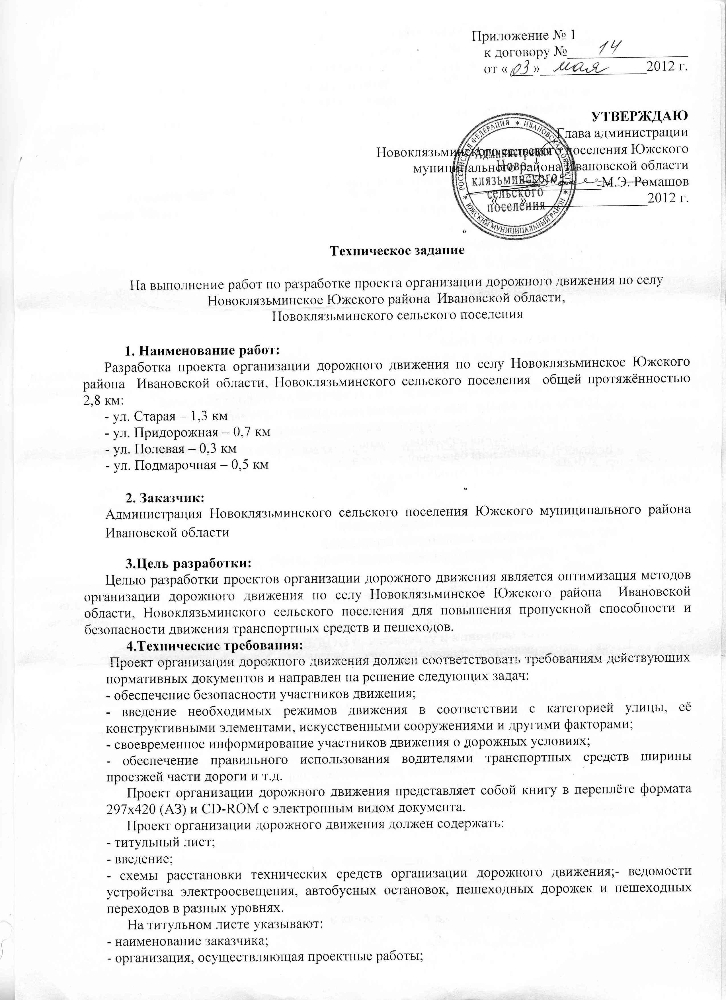 Приложение № 1
к договору № 14
от « 03 » мая 2012 г.
УТВЕРЖДАЮ
Глава администрации
Новоклязьминского сельского поселения Южского
муниципального района Ивановской области
М.Э. Ромашов
« » 2012 г.
РОССИЙСКАЯ ФЕДЕРАЦИЯ * ИВАНОВСКАЯ ОБЛАСТЬ * ЮЖСКИЙ МУНИЦИПАЛЬНЫЙ РАЙОН *
Администрация
Ново-
клязьминского
сельского
поселения
Техническое задание
На выполнение работ по разработке проекта организации дорожного движения по селу
Новоклязьминское Южского района Ивановской области,
Новоклязьминского сельского поселения
1. Наименование работ:
Разработка проекта организации дорожного движения по селу Новоклязьминское Южского
района Ивановской области, Новоклязьминского сельского поселения общей протяжённостью
2,8 км:
- ул. Старая – 1,3 км
- ул. Придорожная – 0,7 км
- ул. Полевая – 0,3 км
- ул. Подмарочная – 0,5 км
2. Заказчик:
Администрация Новоклязьминского сельского поселения Южского муниципального района
Ивановской области
3.Цель разработки:
Целью разработки проектов организации дорожного движения является оптимизация методов
организации дорожного движения по селу Новоклязьминское Южского района Ивановской
области, Новоклязьминского сельского поселения для повышения пропускной способности и
безопасности движения транспортных средств и пешеходов.
4.Технические требования:
Проект организации дорожного движения должен соответствовать требованиям действующих
нормативных документов и направлен на решение следующих задач:
- обеспечение безопасности участников движения;
- введение необходимых режимов движения в соответствии с категорией улицы, её
конструктивными элементами, искусственными сооружениями и другими факторами;
- своевременное информирование участников движения о дорожных условиях;
- обеспечение правильного использования водителями транспортных средств ширины
проезжей части дороги и т.д.
Проект организации дорожного движения представляет собой книгу в переплёте формата
297х420 (А3) и CD-ROM с электронным видом документа.
Проект организации дорожного движения должен содержать:
- титульный лист;
- введение;
- схемы расстановки технических средств организации дорожного движения;- ведомости
устройства электроосвещения, автобусных остановок, пешеходных дорожек и пешеходных
переходов в разных уровнях.
На титульном листе указывают:
- наименование заказчика;
- организация, осуществляющая проектные работы;